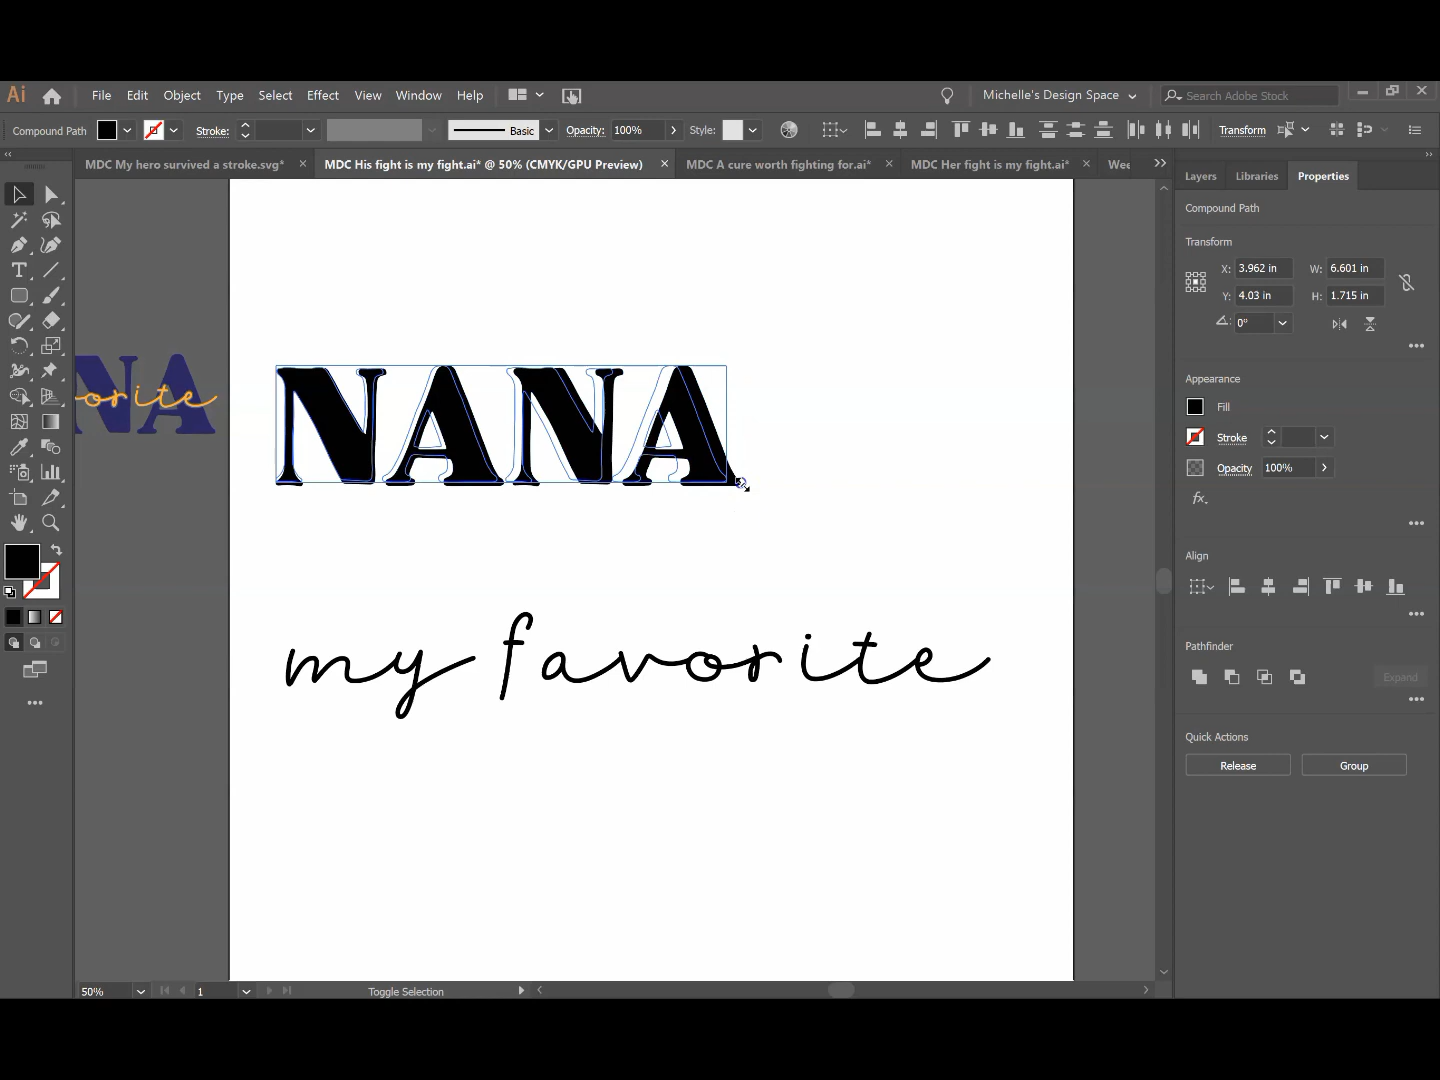 Ai File Edit Object Type Select Effect View Window Help Michelle's Design Space Search Adobe Stock
Compound Path Stroke: Basic Opacity: 100% Style: Transform
MDC My hero survived a stroke.svg* × MDC His fight is my fight.ai* @ 50% (CMYK/GPU Preview) × MDC A cure worth fighting for.ai* × MDC Her fight is my fight.ai* × Wee
Layers Libraries Properties
Compound Path
Transform
X: 3.962 in W: 6.601 in
Y: 4.03 in H: 1.715 in
0°
Appearance
Fill
Stroke
Opacity 100%
fx.
Align
Pathfinder
Expand
Quick Actions
Release Group
NA
orite
NANA
my favorite
50% 1 Toggle Selection